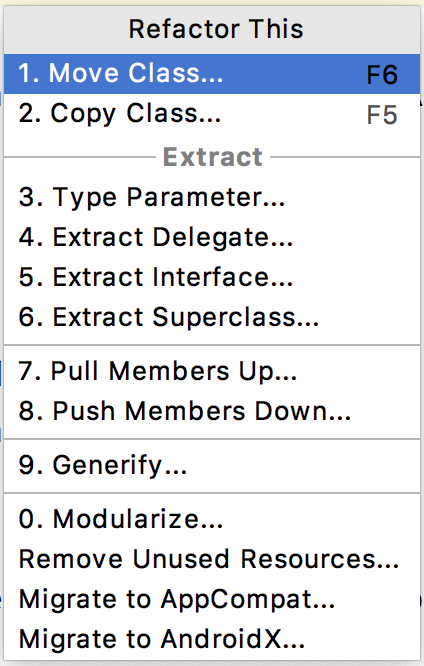 Refactor This
1. Move Class... F6
2. Copy Class... F5
Extract
3. Type Parameter...
4. Extract Delegate...
5. Extract Interface...
6. Extract Superclass...
7. Pull Members Up...
8. Push Members Down...
9. Generify...
0. Modularize...
Remove Unused Resources...
Migrate to AppCompat...
Migrate to AndroidX...